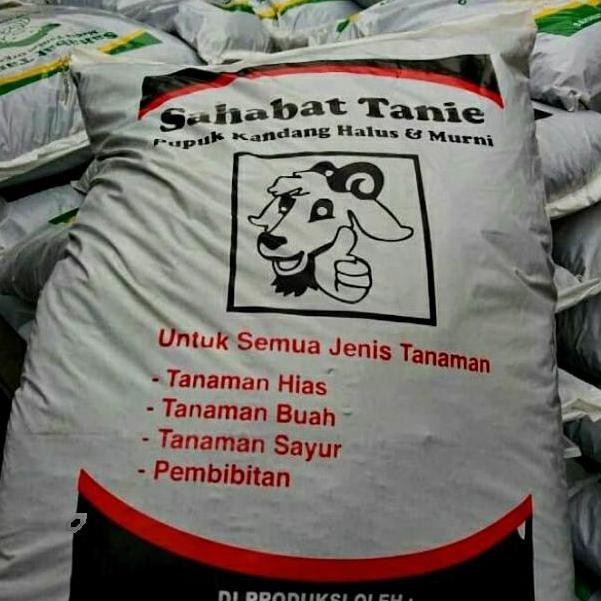 Sahabat Tanie
Pupuk Kandang Halus & Murni
Untuk Semua Jenis Tanaman
- Tanaman Hias
- Tanaman Buah
- Tanaman Sayur
- Pembibitan
DI PRODUKSI OLEH :